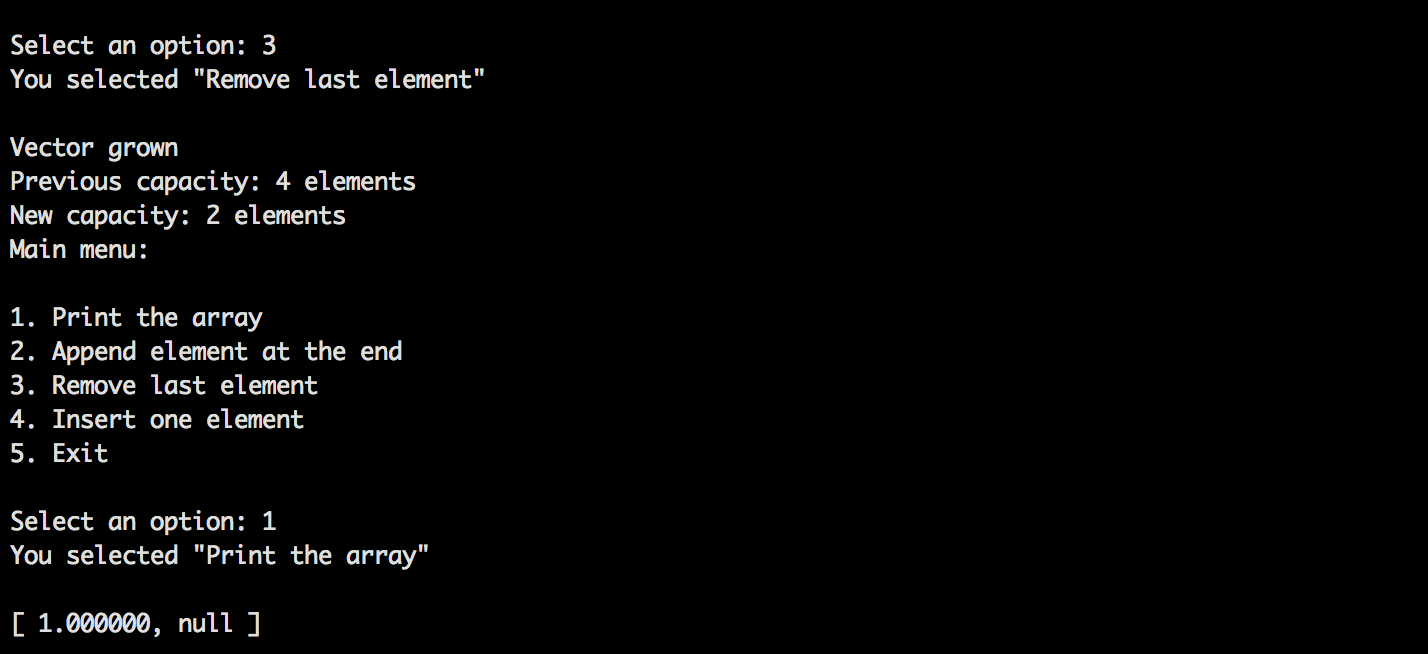 Select an option: 3
You selected "Remove last element"
Vector grown
Previous capacity: 4 elements
New capacity: 2 elements
Main menu:
1. Print the array
2. Append element at the end
3. Remove last element
4. Insert one element
5. Exit
Select an option: 1
You selected "Print the array"
[ 1.000000, null ]